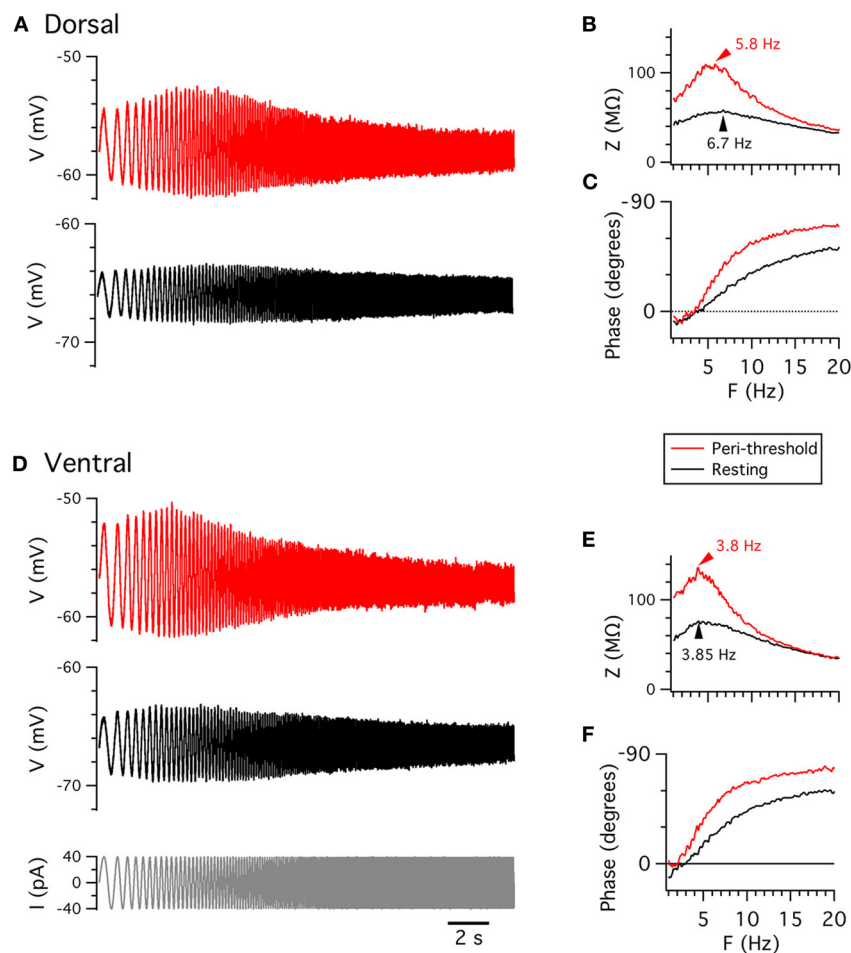 A Dorsal
-50
V (mV)
-60
-60
V (mV)
-70
B
5.8 Hz
100
Z (MΩ)
6.7 Hz
0
C
-90
Phase (degrees)
0
5 10 15 20
F (Hz)
Peri-threshold
Resting
D Ventral
-50
V (mV)
-60
-60
V (mV)
-70
40
I (pA)
0
-40
2 s
E
3.8 Hz
100
Z (MΩ)
3.85 Hz
0
F
-90
Phase (degrees)
0
5 10 15 20
F (Hz)